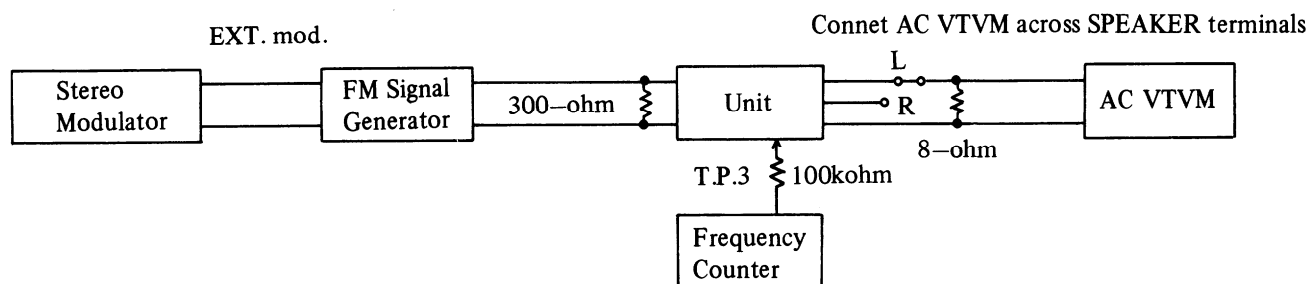 EXT. mod.
Connet AC VTVM across SPEAKER terminals
Stereo
Modulator
FM Signal
Generator
300–ohm
Unit
L
R
8–ohm
AC VTVM
T.P.3
100kohm
Frequency
Counter